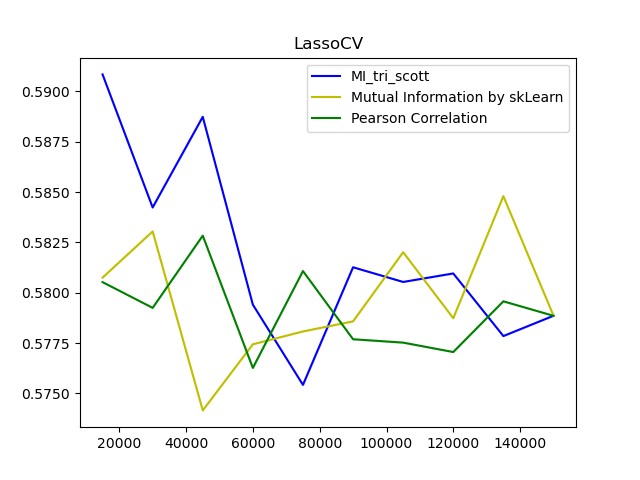 LassoCV
MI_tri_scott
Mutual Information by skLearn
Pearson Correlation
0.5900
0.5875
0.5850
0.5825
0.5800
0.5775
0.5750
20000 40000 60000 80000 100000 120000 140000